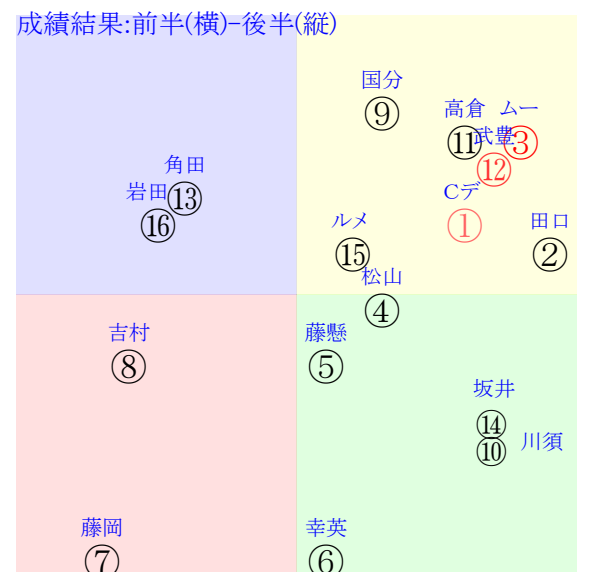 成績結果:前半(横)-後半(縦)
国分
⑨
高倉 ムー
⑪ ③
武豊
⑫
角田
⑬
岩田
⑯
Cデ
①
ルメ
⑮
田口
②
松山
④
吉村
⑧
藤懸
⑤
坂井
⑭
⑩ 川須
藤岡
⑦
幸英
⑥